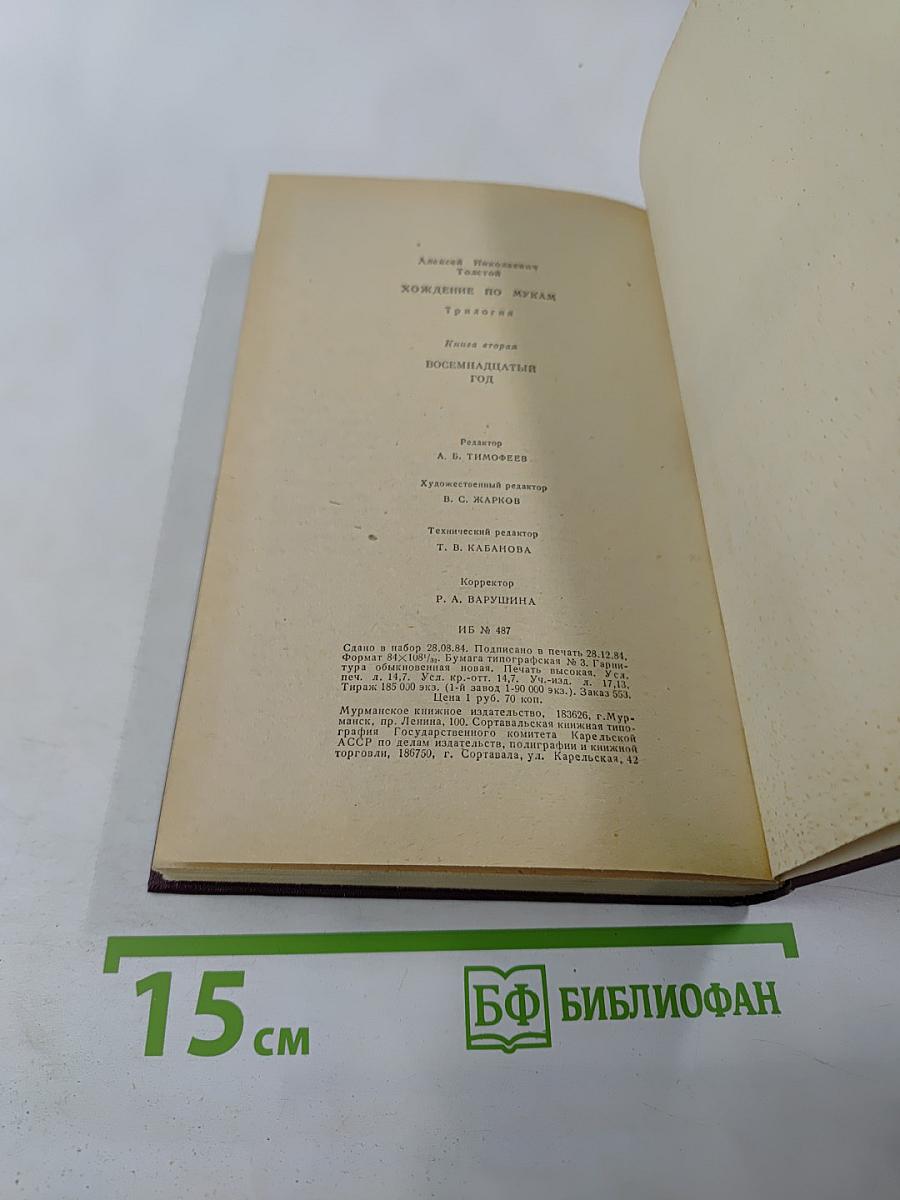 Алексей Николаевич
Толстой
ХОЖДЕНИЕ ПО МУКАМ
Трилогия
Книга вторая
ВОСЕМНАДЦАТЫЙ
ГОД
Редактор
А. Б. ТИМОФЕЕВ
Художественный редактор
В. С. ЖАРКОВ
Технический редактор
Т. В. КАБАНОВА
Корректор
Р. А. ВАРУШИНА
ИБ № 487
Сдано в набор 28.08.84. Подписано в печать 28.12.84.
Формат 84×108¹/₃₂. Бумага типографская № 3. Гарни-
тура обыкновенная новая. Печать высокая. Усл.
печ. л. 14,7. Усл. кр.-отт. 14,7. Уч.-изд. л. 17,13.
Тираж 185 000 экз. (1-й завод 1-90 000 экз.). Заказ 553.
Цена 1 руб. 70 коп.
Мурманское книжное издательство, 183626, г.Мур-
манск, пр. Ленина, 100. Сортавальская книжная типо-
графия Государственного комитета Карельской
АССР по делам издательств, полиграфии и книжной
торговли, 186750, г. Сортавала, ул. Карельская, 42
15 см
БФ БИБЛИОФАН